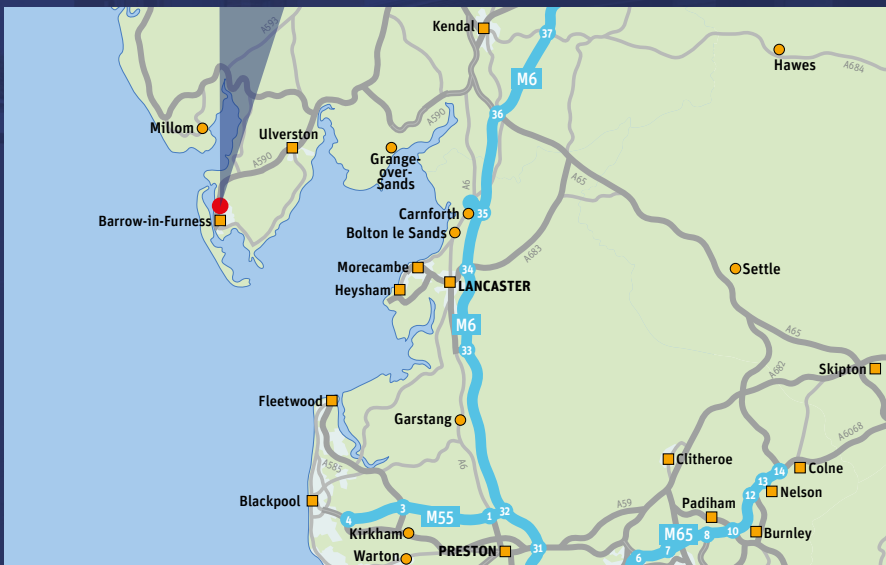 Kendal
37
A593
Hawes
A684
M6
36
A590
Millom
Ulverston
A590
Grange-
over-
Sands
A6
A65
Carnforth
35
Barrow-in-Furness
Bolton le Sands
A683
Morecambe
34
Settle
Heysham
LANCASTER
M6
A65
33
A682
Skipton
Fleetwood
Garstang
A6068
A6
A585
Clitheroe
14
Colne
13
Nelson
12
Blackpool
3
A59
Padiham
4
M55
1
32
10
Burnley
Kirkham
M65
8
PRESTON
31
7
Warton
6